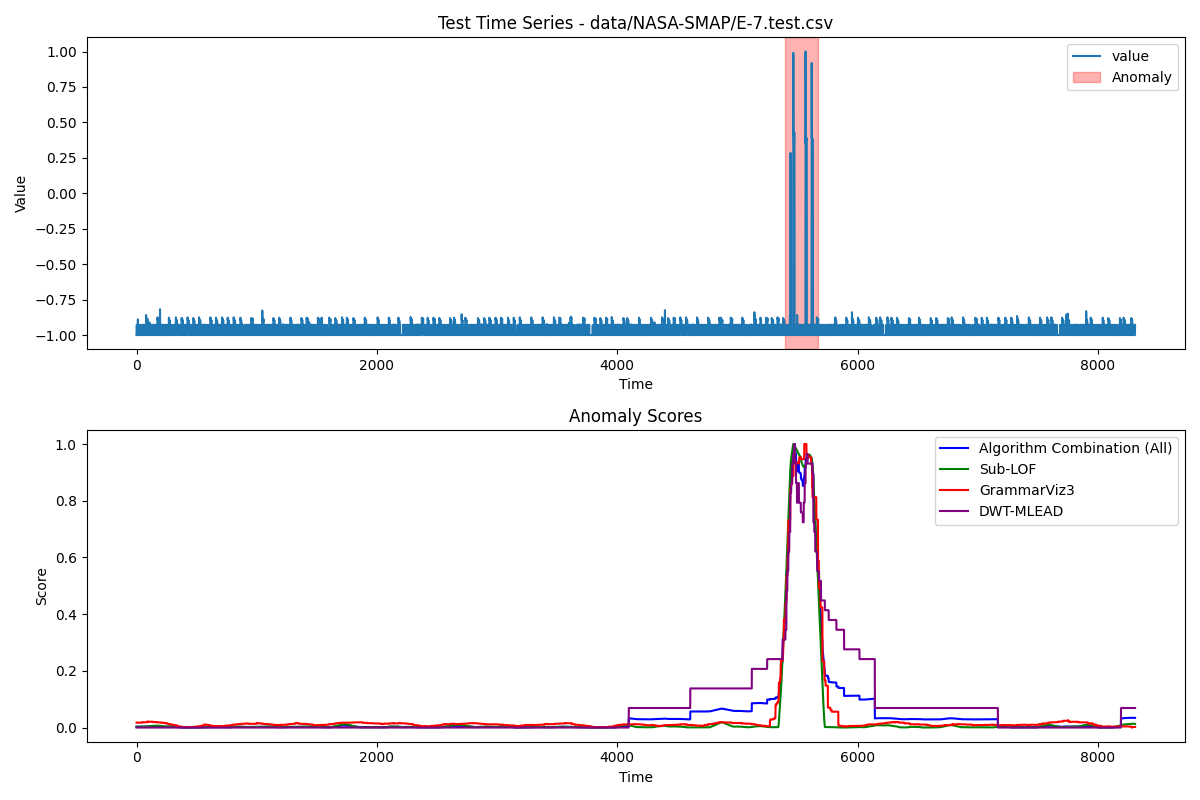 Test Time Series - data/NASA-SMAP/E-7.test.csv
value
Anomaly
1.00
0.75
0.50
0.25
0.00
−0.25
−0.50
−0.75
−1.00
Value
0 2000 4000 6000 8000
Time
Anomaly Scores
Algorithm Combination (All)
Sub-LOF
GrammarViz3
DWT-MLEAD
1.0
0.8
0.6
0.4
0.2
0.0
Score
0 2000 4000 6000 8000
Time